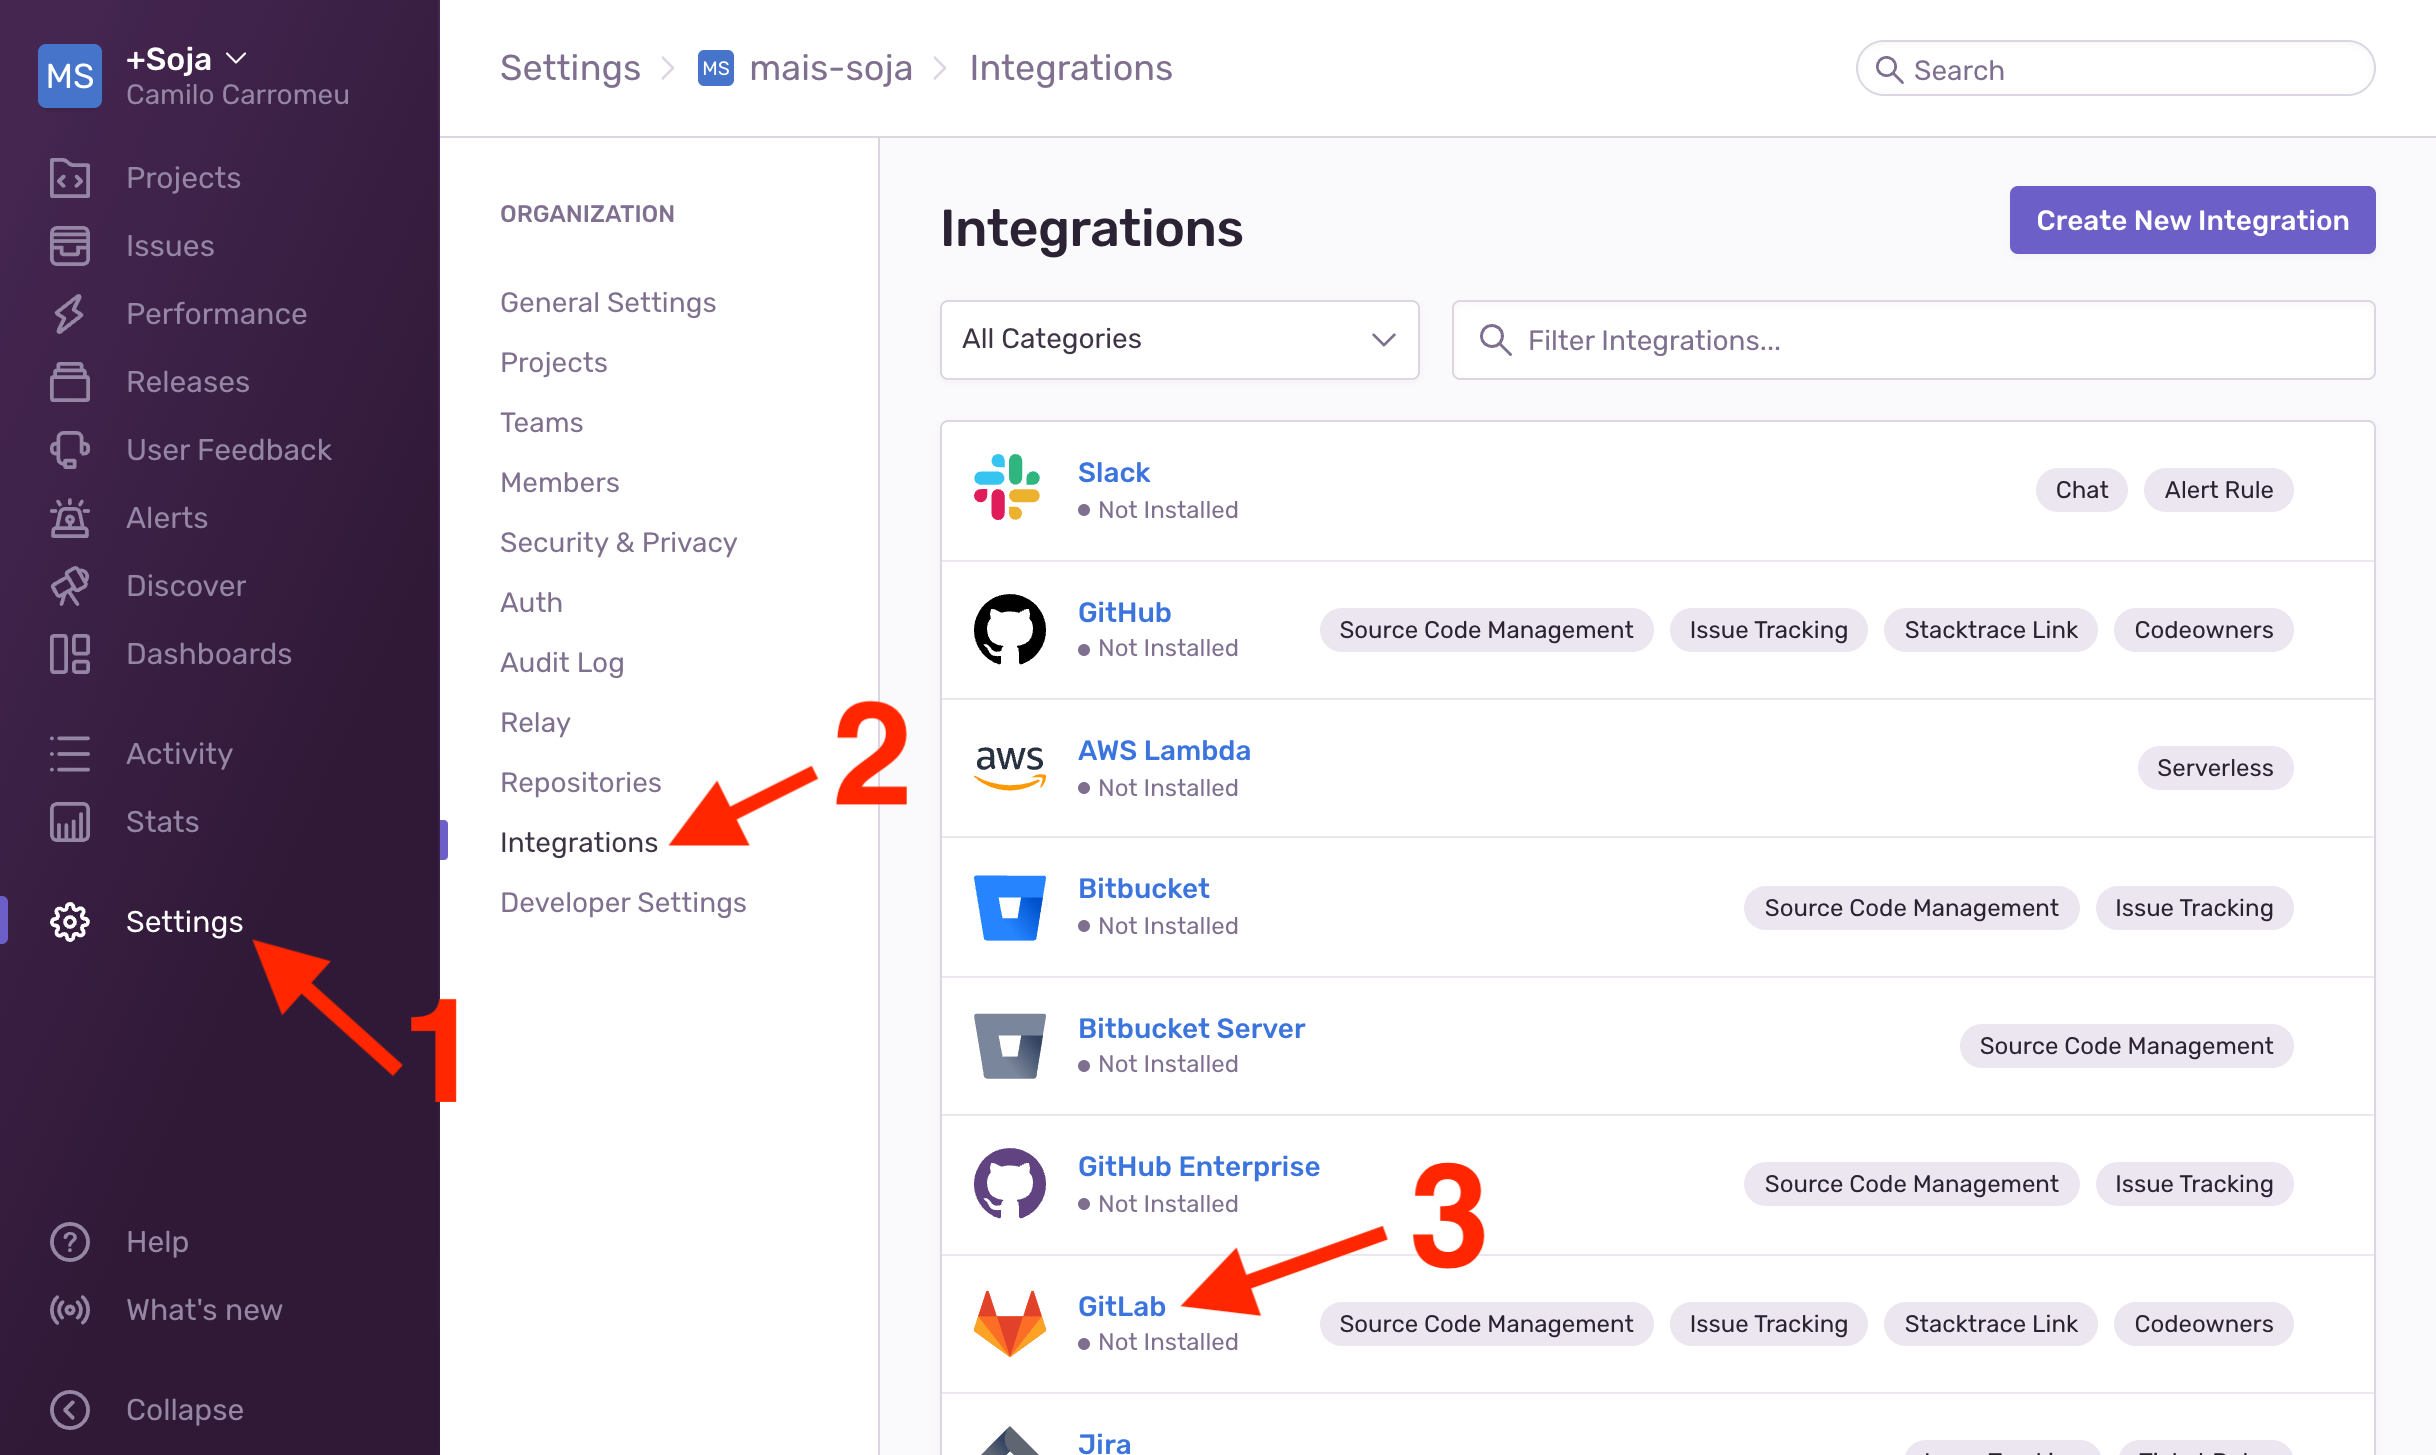 MS
+Soja
Camilo Carromeu
Projects
Issues
Performance
Releases
User Feedback
Alerts
Discover
Dashboards
Activity
Stats
Settings
1
Help
What's new
Collapse
Settings > MS mais-soja > Integrations
Search
ORGANIZATION
General Settings
Projects
Teams
Members
Security & Privacy
Auth
Audit Log
Relay
Repositories
2
Integrations
Developer Settings
Integrations
Create New Integration
All Categories
Filter Integrations...
Slack
Not Installed
Chat Alert Rule
GitHub
Not Installed
Source Code Management Issue Tracking Stacktrace Link Codeowners
aws
AWS Lambda
Not Installed
Serverless
Bitbucket
Not Installed
Source Code Management Issue Tracking
Bitbucket Server
Not Installed
Source Code Management
GitHub Enterprise
Not Installed
Source Code Management Issue Tracking
3
GitLab
Not Installed
Source Code Management Issue Tracking Stacktrace Link Codeowners
Jira